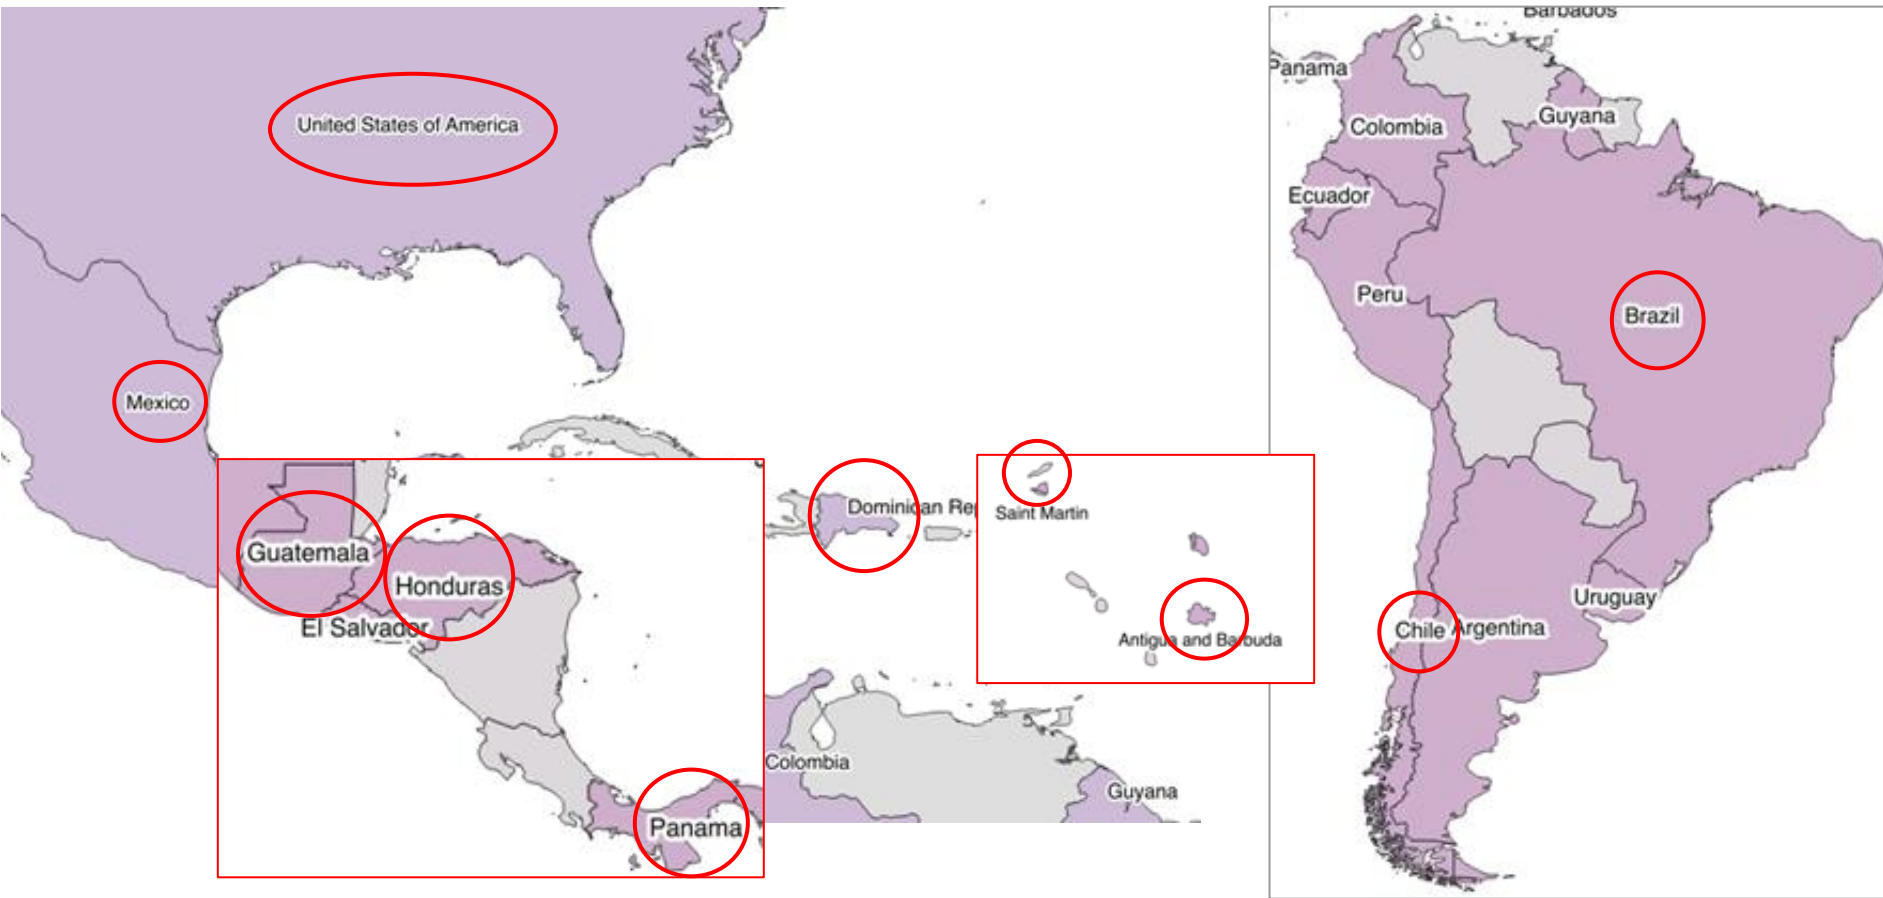 United States of America
Mexico
Dominican Rep
Guatemala
Honduras
El Salvador
Panama
Colombia
Guyana
Saint Martin
Antigua and Barbuda
Barbados
Panama
Colombia
Guyana
Ecuador
Peru
Brazil
Uruguay
Chile
Argentina